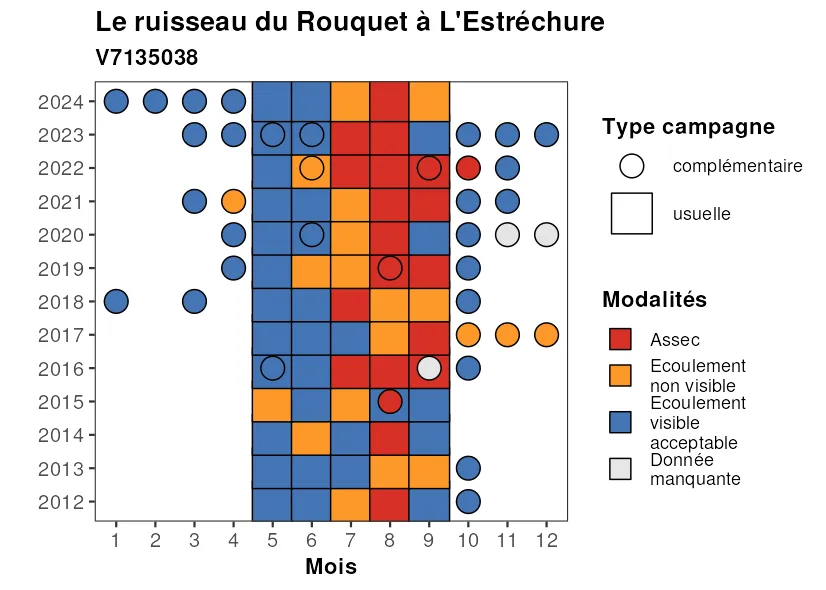 Le ruisseau du Rouquet à L'Estréchure
V7135038
2024
2023
2022
2021
2020
2019
2018
2017
2016
2015
2014
2013
2012
1 2 3 4 5 6 7 8 9 10 11 12
Mois
Type campagne
complémentaire
usuelle
Modalités
Assec
Ecoulement
non visible
Ecoulement
visible
acceptable
Donnée
manquante